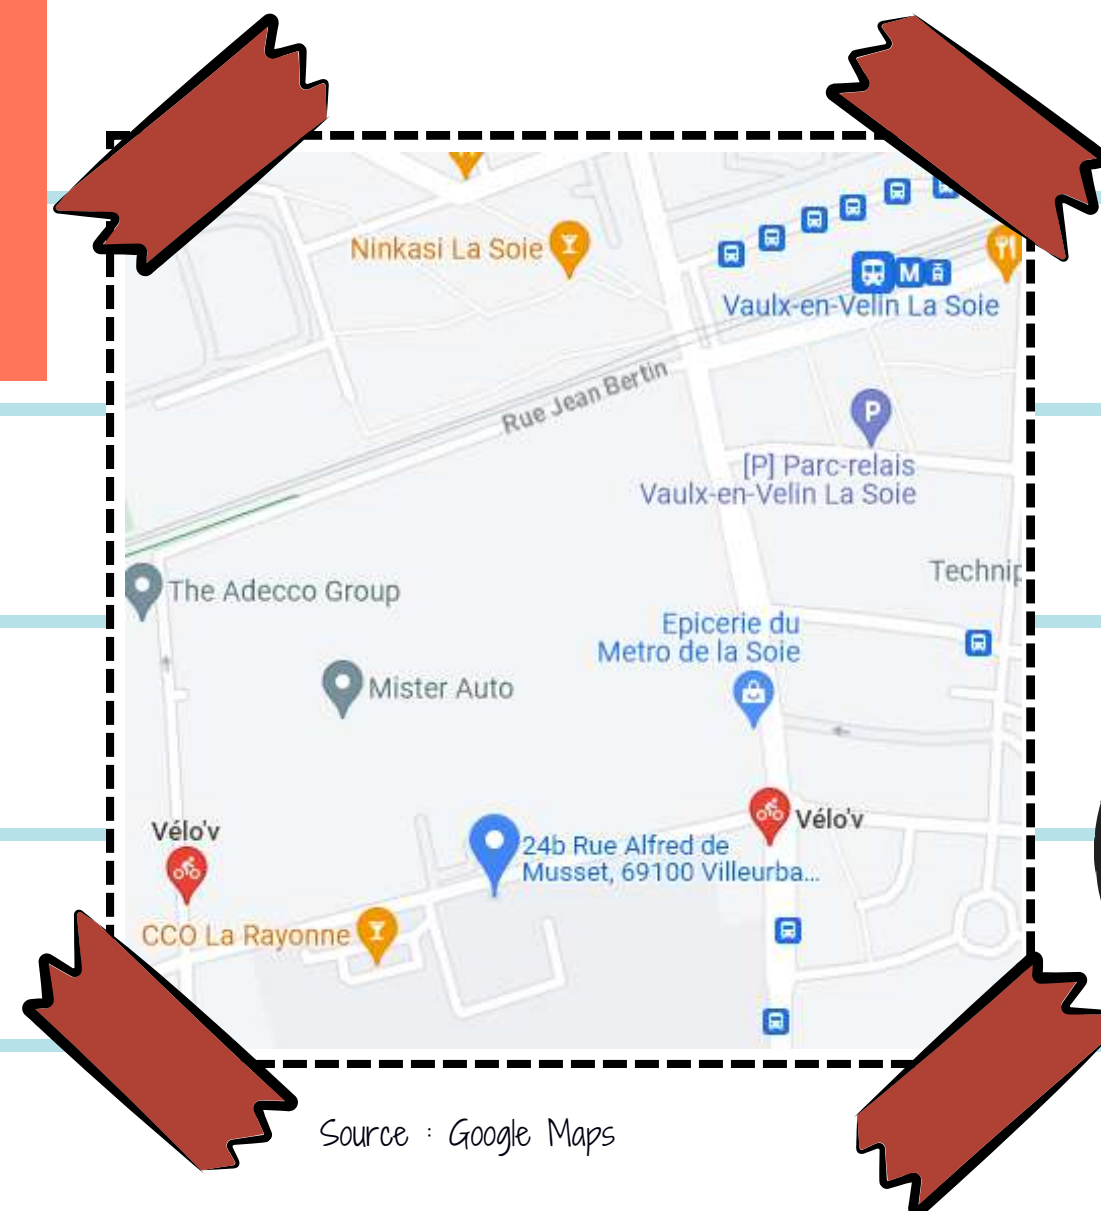 Ninkasi La Soie
M
Vaulx-en-Velin La Soie
Rue Jean Bertin
P
[P] Parc-relais
Vaulx-en-Velin La Soie
The Adecco Group
Technip
Epicerie du
Metro de la Soie
Mister Auto
Vélo'v
Vélo'v
24b Rue Alfred de
Musset, 69100 Villeurba...
CCO La Rayonne
Source : Google Maps